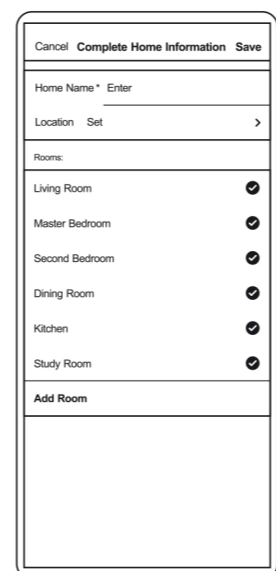 Cancel Complete Home Information Save
Home Name* Enter
Location Set
Rooms:
Living Room
Master Bedroom
Second Bedroom
Dining Room
Kitchen
Study Room
Add Room